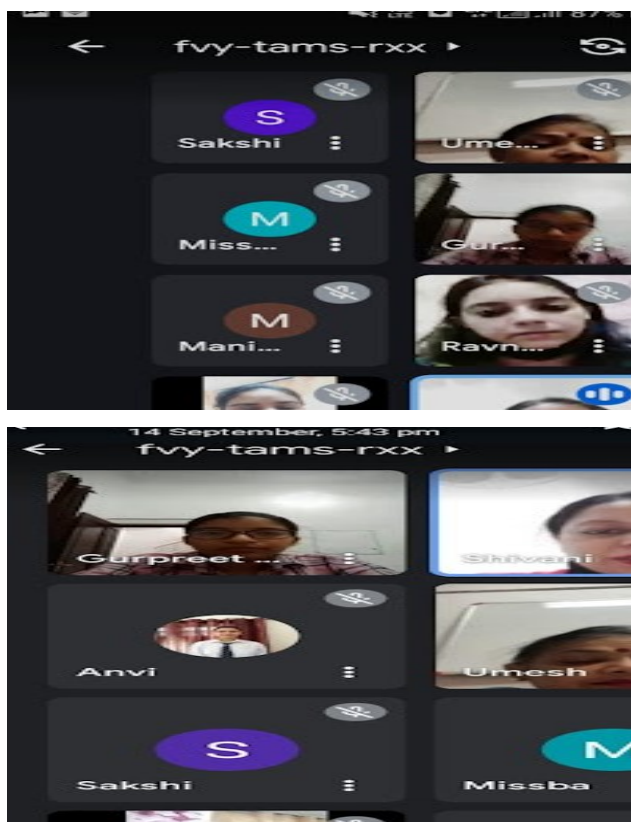 87%
fvy-tams-rxx
S
Sakshi
Ume...
M
Miss...
Gur...
M
Mani...
Ravn...
14 September, 5:43 pm
fvy-tams-rxx
Gurpreet ...
Shivani
Anvi
Umesh
S
Sakshi
M
Missba